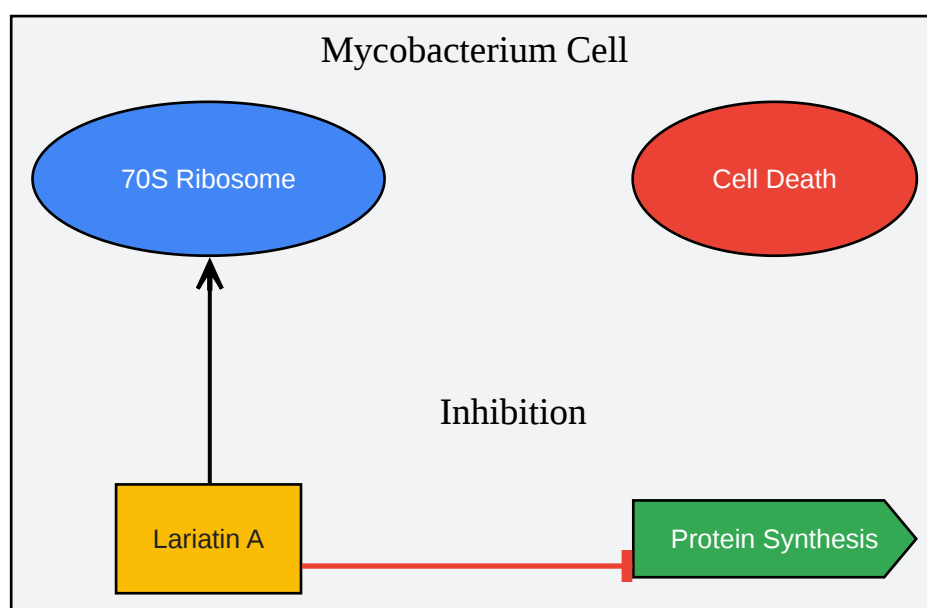 Mycobacterium Cell
70S Ribosome
Cell Death
Inhibition
Lariatin A
Protein Synthesis